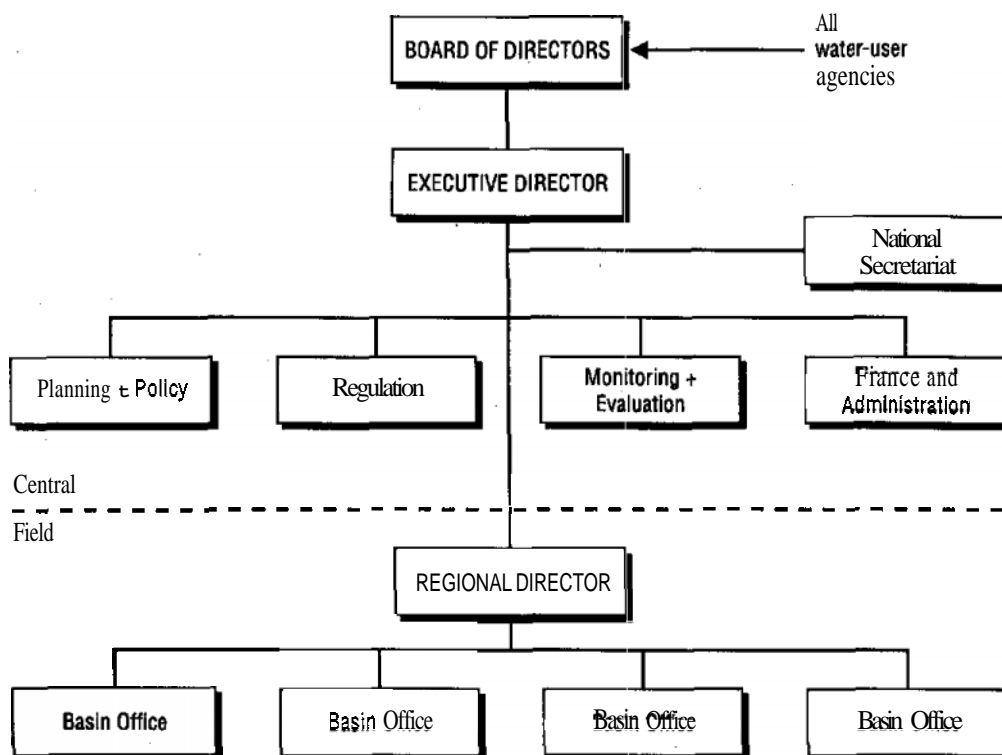 All
water-user
agencies
BOARD OF DIRECTORS
EXECUTIVE DIRECTOR
National
Secretariat
Planning + Policy
Regulation
Monitoring +
Evaluation
Finance and
Administration
Central
Field
REGIONAL DIRECTOR
Basin Office
Basin Office
Basin Office
Basin Office